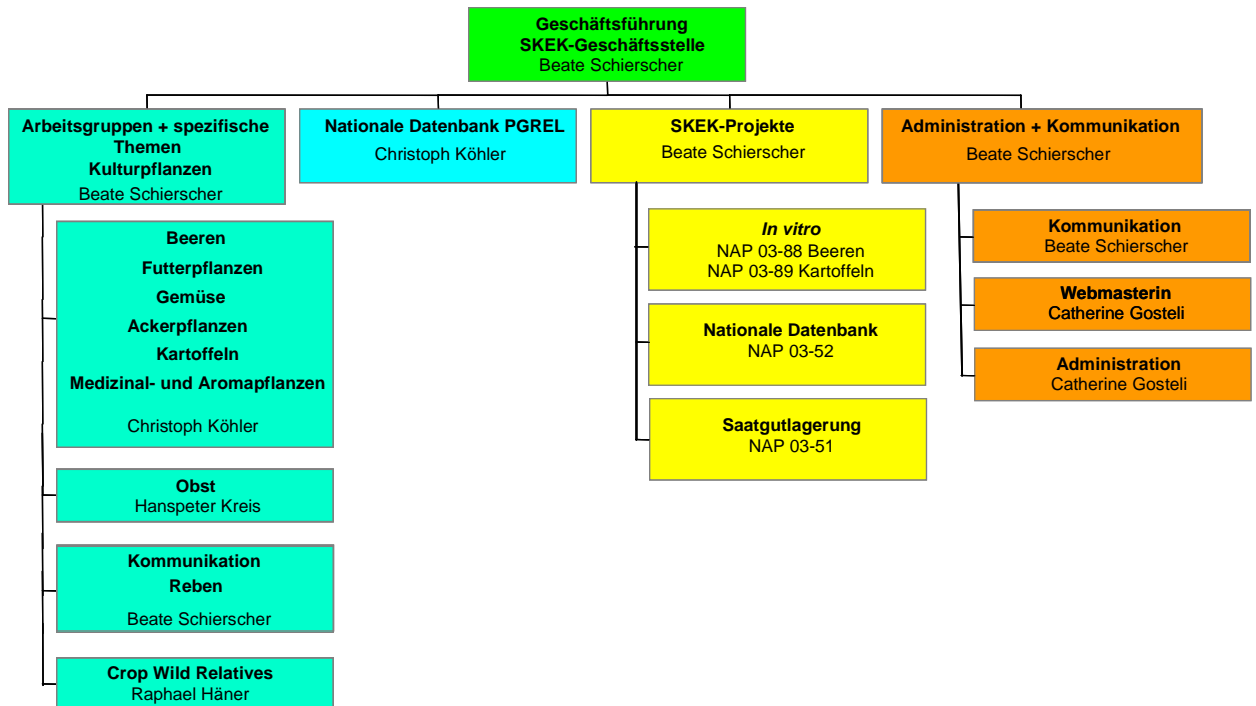 Geschäftsführung
SKEK-Geschäftsstelle
Beate Schierscher
Arbeitsgruppen + spezifische
Themen
Kulturpflanzen
Beate Schierscher
Nationale Datenbank PGREL
Christoph Köhler
SKEK-Projekte
Beate Schierscher
Administration + Kommunikation
Beate Schierscher
Beeren
Futterpflanzen
Gemüse
Ackerpflanzen
Kartoffeln
Medizinal- und Aromapflanzen
Christoph Köhler
Obst
Hanspeter Kreis
Kommunikation
Reben
Beate Schierscher
Crop Wild Relatives
Raphael Häner
In vitro
NAP 03-88 Beeren
NAP 03-89 Kartoffeln
Nationale Datenbank
NAP 03-52
Saatgutlagerung
NAP 03-51
Kommunikation
Beate Schierscher
Webmasterin
Catherine Gosteli
Administration
Catherine Gosteli